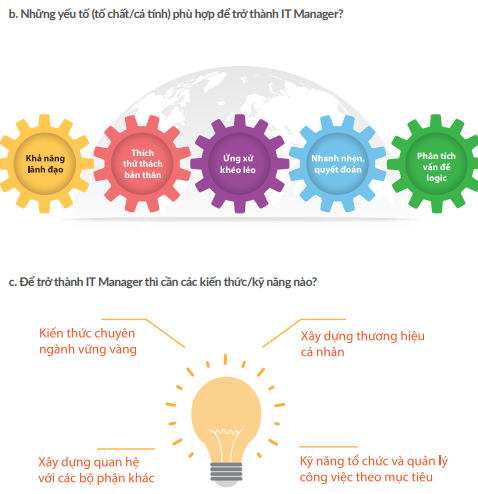 b. Những yếu tố (tố chất/cá tính) phù hợp để trở thành IT Manager?
Khả năng
lãnh đạo
Thích
thử thách
bản thân
Ứng xử
khéo léo
Nhanh nhẹn,
quyết đoán
Phân tích
vấn đề
logic
c. Để trở thành IT Manager thì cần các kiến thức/kỹ năng nào?
Kiến thức chuyên
ngành vững vàng
Xây dựng thương hiệu
cá nhân
Xây dựng quan hệ
với các bộ phận khác
Kỹ năng tổ chức và quản lý
công việc theo mục tiêu